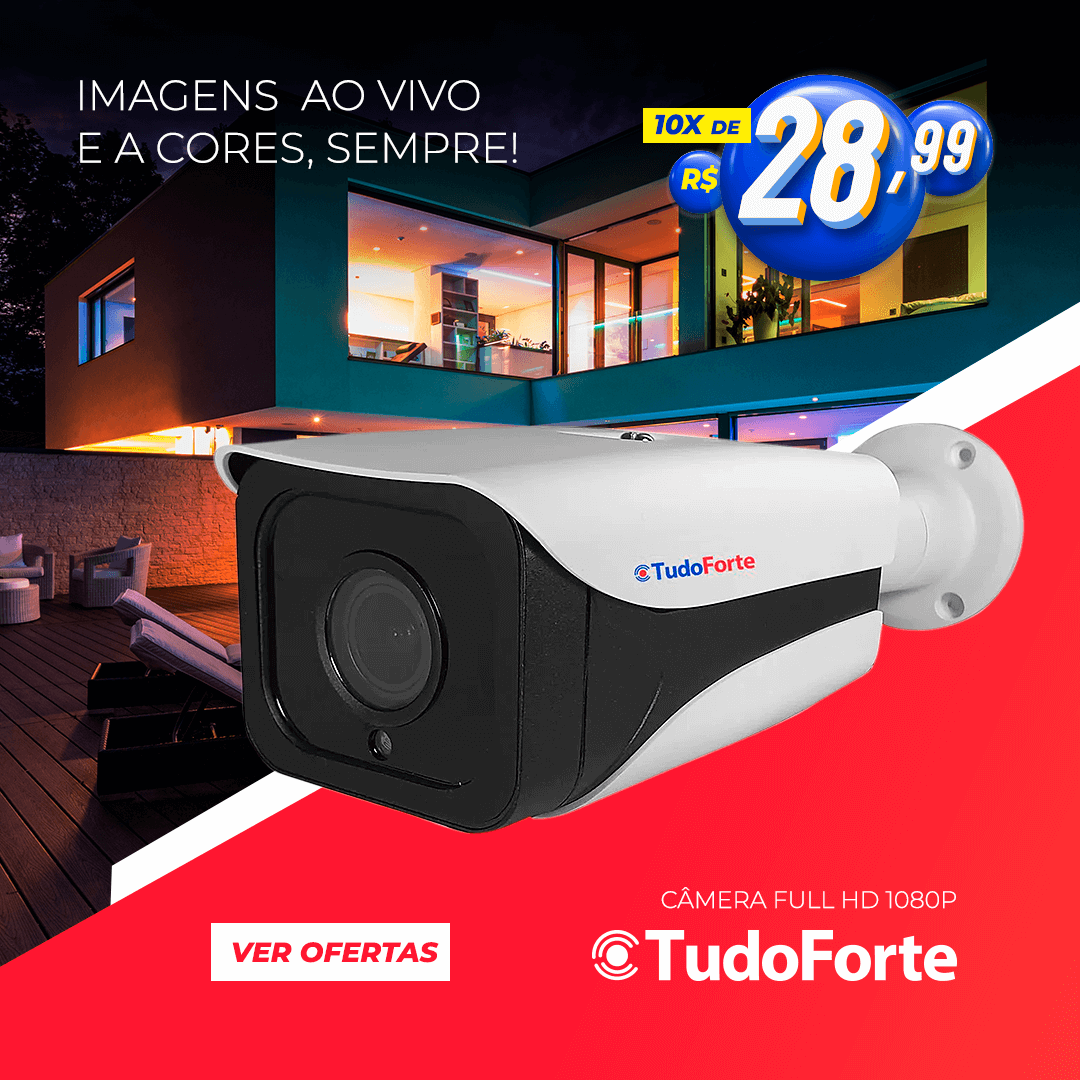 IMAGENS AO VIVO
E A CORES, SEMPRE!
10X DE
R$ 28,99
TudoForte
CÂMERA FULL HD 1080P
VER OFERTAS
TudoForte